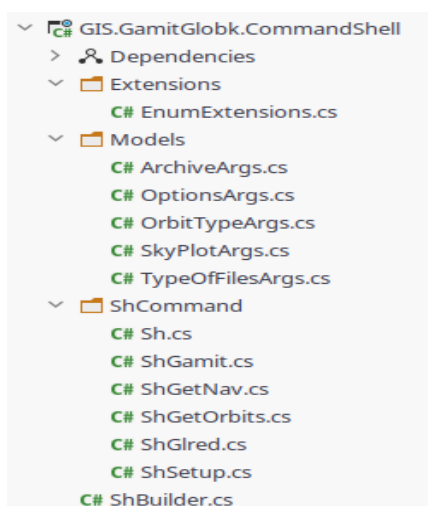 C# GIS.GamitGlobk.CommandShell
Dependencies
Extensions
C# EnumExtensions.cs
Models
C# ArchiveArgs.cs
C# OptionsArgs.cs
C# OrbitTypeArgs.cs
C# SkyPlotArgs.cs
C# TypeOfFilesArgs.cs
ShCommand
C# Sh.cs
C# ShGamit.cs
C# ShGetNav.cs
C# ShGetOrbits.cs
C# ShGlred.cs
C# ShSetup.cs
C# ShBuilder.cs